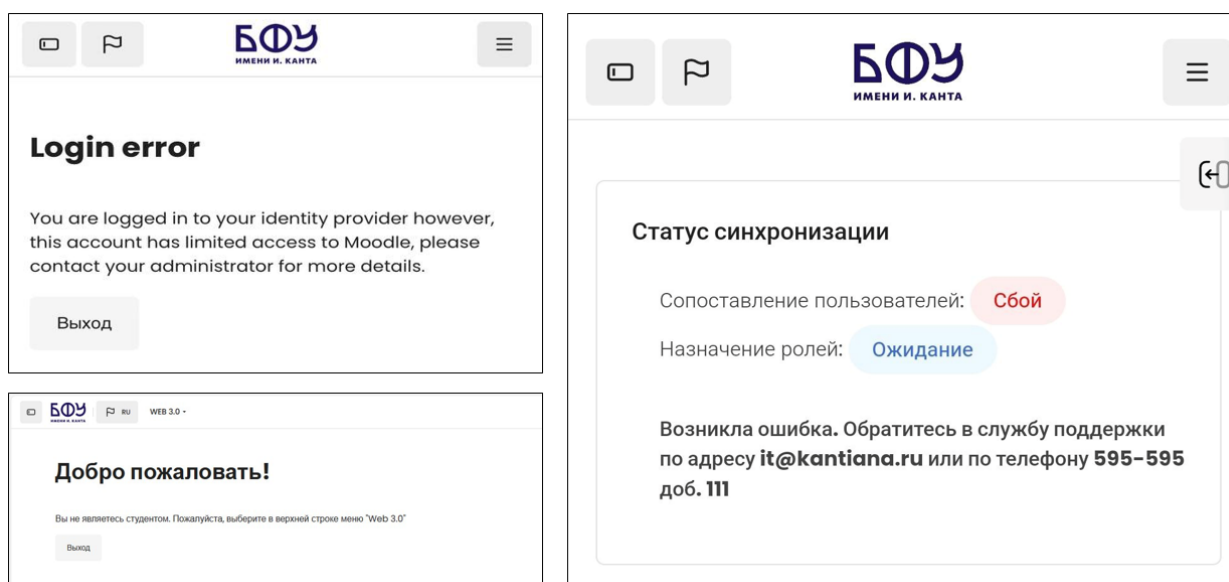 БФУ
ИМЕНИ И. КАНТА
Login error
You are logged in to your identity provider however,
this account has limited access to Moodle, please
contact your administrator for more details.
Выход
БФУ
ИМЕНИ И. КАНТА
RU
WEB 3.0
Добро пожаловать!
Вы не являетесь студентом. Пожалуйста, выберите в верхней строке меню "Web 3.0"
Выход
БФУ
ИМЕНИ И. КАНТА
Статус синхронизации
Сопоставление пользователей: Сбой
Назначение ролей: Ожидание
Возникла ошибка. Обратитесь в службу поддержки
по адресу it@kantiana.ru или по телефону 595-595
доб. 111